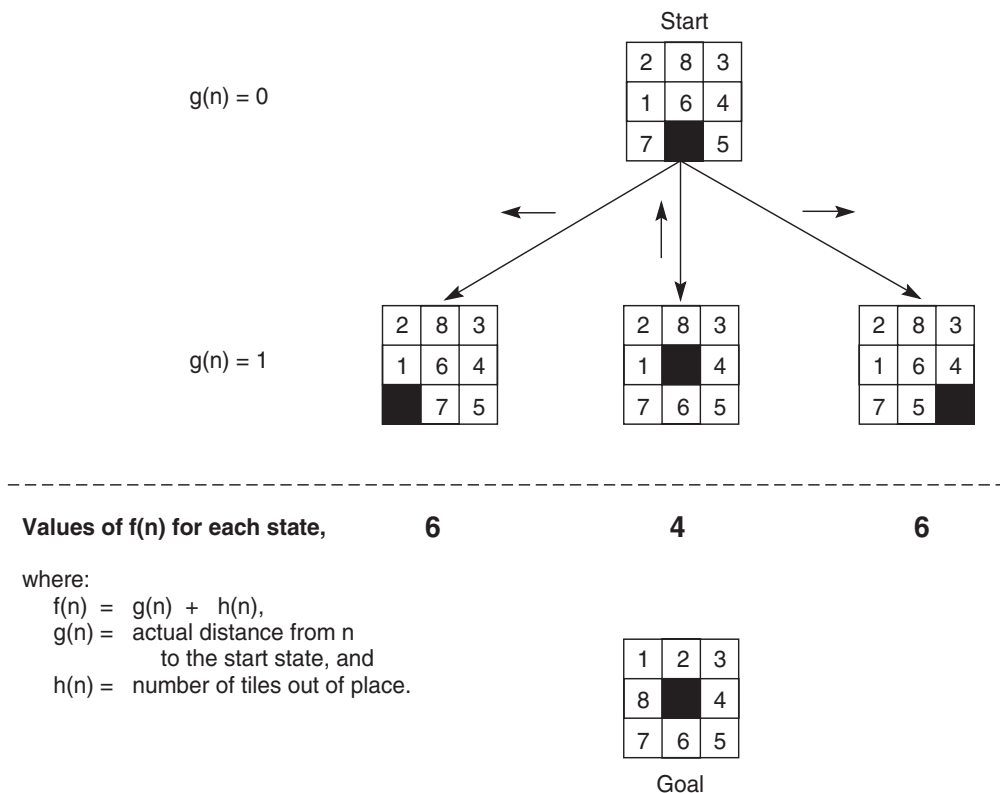 Start
2 8 3
g(n) = 0
1 6 4
7 5
2 8 3 2 8 3 2 8 3
g(n) = 1
1 6 4 1 4 1 6 4
7 5 7 6 5 7 5
Values of f(n) for each state, 6 4 6
where:
f(n) = g(n) + h(n),
g(n) = actual distance from n
to the start state, and
h(n) = number of tiles out of place.
1 2 3
8 4
7 6 5
Goal